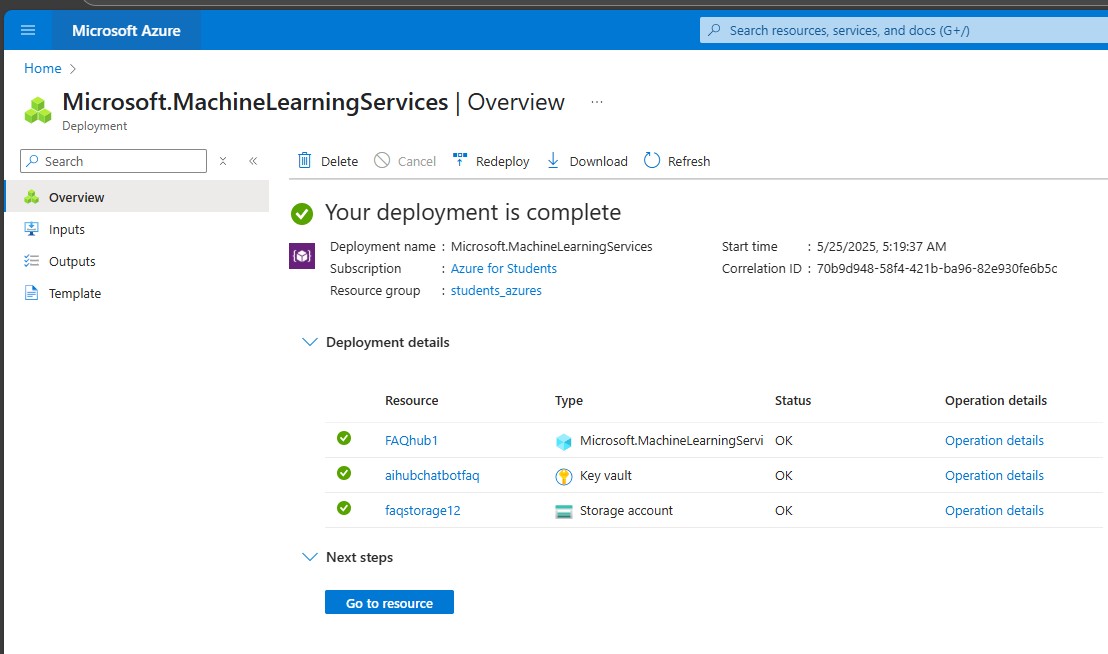 Microsoft Azure
Search resources, services, and docs (G+/)
Home >
Microsoft.MachineLearningServices | Overview ...
Deployment
Search
Delete Cancel Redeploy Download Refresh
Overview
Inputs
Outputs
Template
Your deployment is complete
Deployment name : Microsoft.MachineLearningServices
Subscription : Azure for Students
Resource group : students_azures
Start time : 5/25/2025, 5:19:37 AM
Correlation ID : 70b9d948-58f4-421b-ba96-82e930fe6b5c
Deployment details
Resource Type Status Operation details
FAQhub1 Microsoft.MachineLearningServi OK Operation details
aihubchatbotfaq Key vault OK Operation details
faqstorage12 Storage account OK Operation details
Next steps
Go to resource